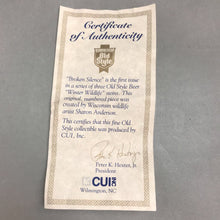 Certificate
of Authenticity
Old
Style
"Broken Silence" is the first issue
in a series of three Old Style Beer
"Winter Wildlife" steins. This
original, numbered piece was
created by Wisconsin wildlife
artist Sharon Anderson.
This certifies that this fine Old
Style collectible was produced by
CUI, Inc.
Peter K. Hexter, Jr.
President
CUI
Wilmington, NC